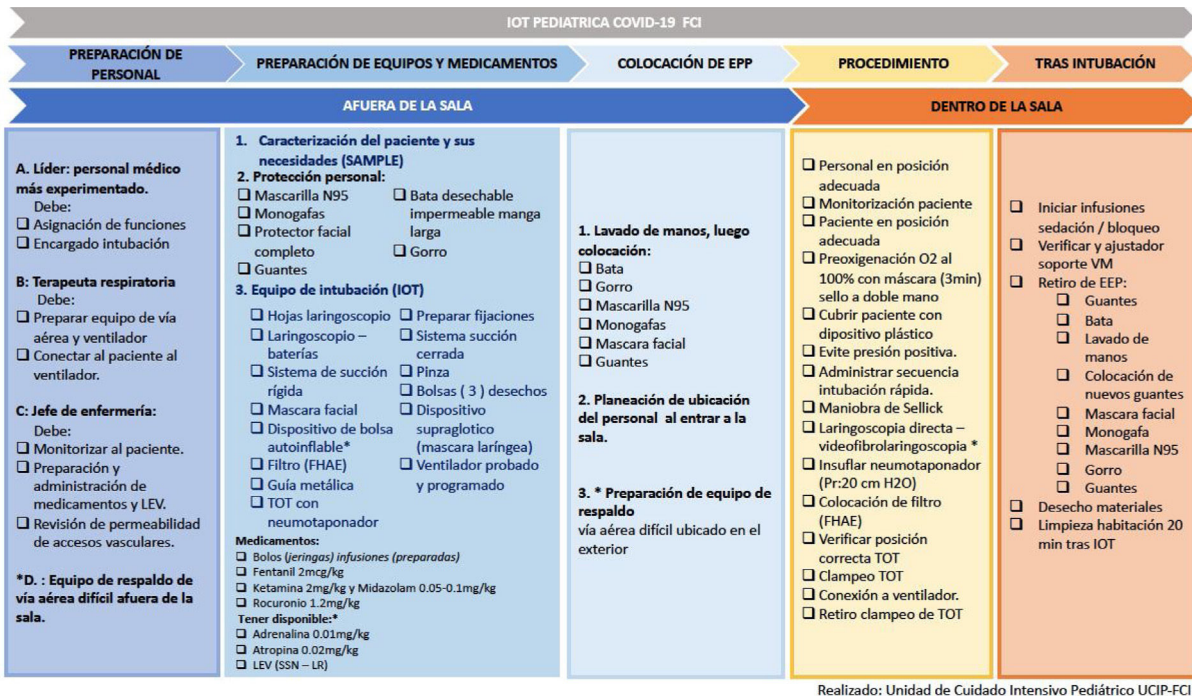 IOT PEDIATRICA COVID-19 FCI
PREPARACIÓN DE
PERSONAL
PREPARACIÓN DE EQUIPOS Y MEDICAMENTOS
COLOCACIÓN DE EPP
PROCEDIMIENTO
TRAS INTUBACIÓN
AFUERA DE LA SALA
DENTRO DE LA SALA
A. Líder: personal médico
más experimentado.
Debe:
❑ Asignación de funciones
❑ Encargado intubación
B: Terapeuta respiratoria
Debe:
❑ Preparar equipo de vía
aérea y ventilador
❑ Conectar al paciente al
ventilador.
C: Jefe de enfermería:
Debe:
❑ Monitorizar al paciente.
❑ Preparación y
administración de
medicamentos y LEV.
❑ Revisión de permeabilidad
de accesos vasculares.
*D. : Equipo de respaldo de
vía aérea difícil afuera de la
sala.
1. Caracterización del paciente y sus
necesidades (SAMPLE)
2. Protección personal:
❑ Mascarilla N95
❑ Monogafas
❑ Protector facial
completo
❑ Guantes
❑ Bata desechable
impermeable manga
larga
❑ Gorro
3. Equipo de intubación (IOT)
❑ Hojas laringoscopio
❑ Laringoscopio –
baterías
❑ Sistema de succión
rígida
❑ Mascara facial
❑ Dispositivo de bolsa
autoinflable*
❑ Filtro (FHAE)
❑ Guía metálica
❑ TOT con
neumotaponador
❑ Preparar fijaciones
❑ Sistema succión
cerrada
❑ Pinza
❑ Bolsas ( 3 ) desechos
❑ Dispositivo
supraglotico
(mascara laríngea)
❑ Ventilador probado
y programado
Medicamentos:
❑ Bolos (jeringas) infusiones (preparadas)
❑ Fentanil 2mcg/kg
❑ Ketamina 2mg/kg y Midazolam 0.05-0.1mg/kg
❑ Rocuronio 1.2mg/kg
Tener disponible:*
❑ Adrenalina 0.01mg/kg
❑ Atropina 0.02mg/kg
❑ LEV (SSN – LR)
1. Lavado de manos, luego
colocación:
❑ Bata
❑ Gorro
❑ Mascarilla N95
❑ Monogafas
❑ Mascara facial
❑ Guantes
2. Planeación de ubicación
del personal al entrar a la
sala.
3. * Preparación de equipo de
respaldo
vía aérea difícil ubicado en el
exterior
❑ Personal en posición
adecuada
❑ Monitorización paciente
❑ Paciente en posición
adecuada
❑ Preoxigenación O2 al
100% con máscara (3min)
sello a doble mano
❑ Cubrir paciente con
dipositivo plástico
❑ Evite presión positiva.
❑ Administrar secuencia
intubación rápida.
❑ Maniobra de Sellick
❑ Laringoscopia directa –
videofibrolaringoscopia *
❑ Insuflar neumotaponador
(Pr:20 cm H2O)
❑ Colocación de filtro
(FHAE)
❑ Verificar posición
correcta TOT
❑ Clampeo TOT
❑ Conexión a ventilador.
❑ Retiro clampeo de TOT
❑ Iniciar infusiones
sedación / bloqueo
❑ Verificar y ajustador
soporte VM
❑ Retiro de EEP:
❑ Guantes
❑ Bata
❑ Lavado de
manos
❑ Colocación de
nuevos guantes
❑ Mascara facial
❑ Monogafa
❑ Mascarilla N95
❑ Gorro
❑ Guantes
❑ Desecho materiales
❑ Limpieza habitación 20
min tras IOT
Realizado: Unidad de Cuidado Intensivo Pediátrico UCIP-FCI